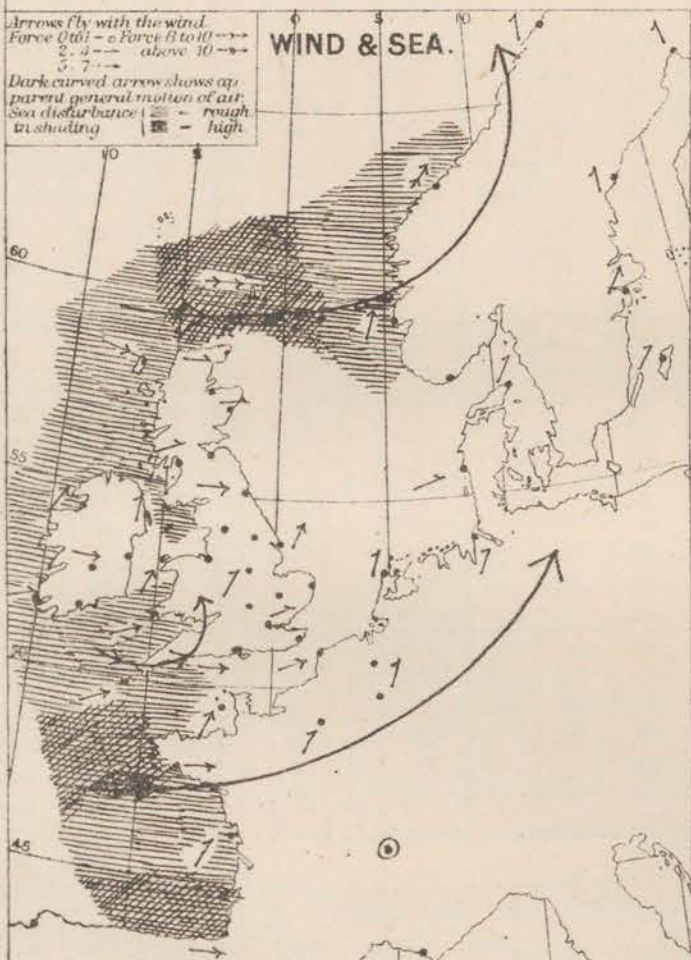 WIND & SEA.
Arrows fly with the wind
Force 0 to 1 - Force 8 to 10
2. 4 above 10
5. 7
Dark curved arrow shows ap
parent general motion of air.
Sea disturbance - rough
in shading - high
10
5
0
5
10
60
55
45